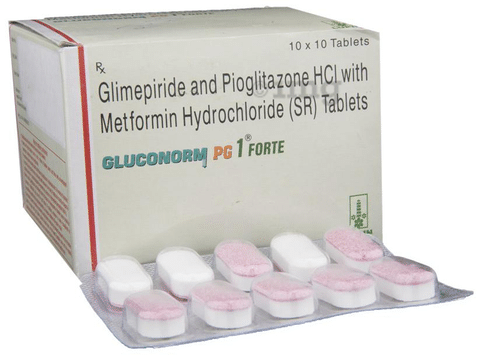 10 x 10 Tablets
Rx
Glimepiride and Pioglitazone HCl with
Metformin Hydrochloride (SR) Tablets
GLUCONORM PG 1® FORTE